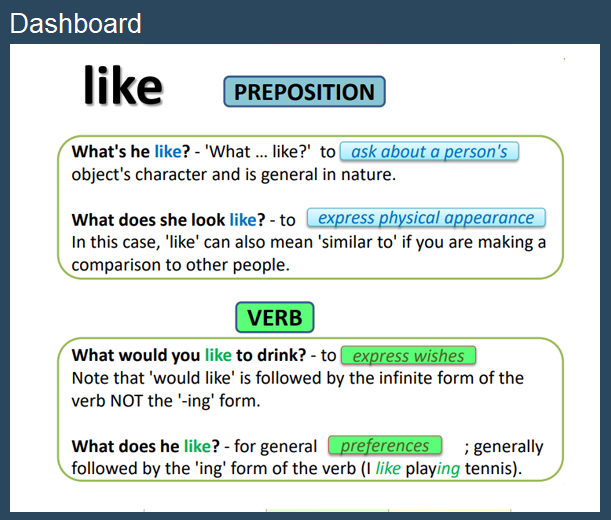 Dashboard
like PREPOSITION
What's he like? - 'What ... like?' to ask about a person's
object's character and is general in nature.
What does she look like? - to express physical appearance
In this case, 'like' can also mean 'similar to' if you are making a
comparison to other people.
VERB
What would you like to drink? - to express wishes
Note that 'would like' is followed by the infinite form of the
verb NOT the '-ing' form.
What does he like? - for general preferences ; generally
followed by the 'ing' form of the verb (I like playing tennis).